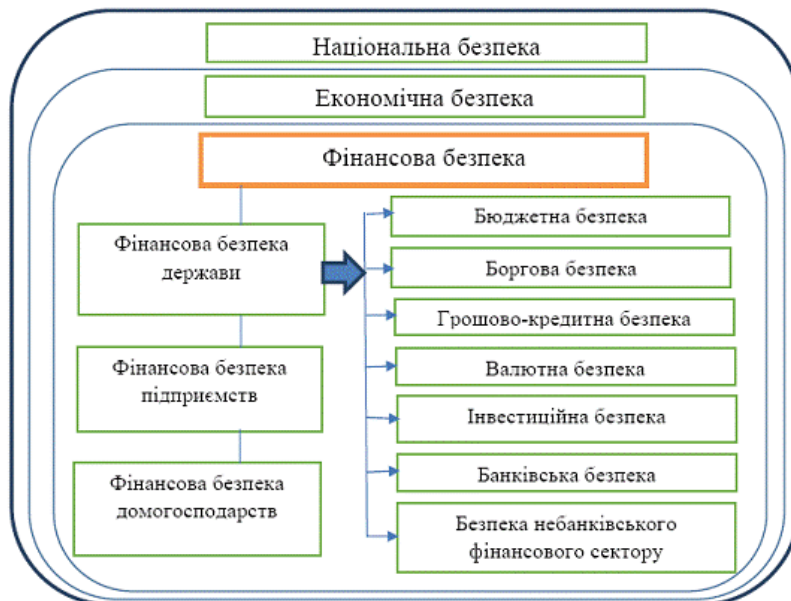 Національна безпека
Економічна безпека
Фінансова безпека
Фінансова безпека
держави
Фінансова безпека
підприємств
Фінансова безпека
домогосподарств
Бюджетна безпека
Боргова безпека
Грошово-кредитна безпека
Валютна безпека
Інвестиційна безпека
Банківська безпека
Безпека небанківського
фінансового сектору